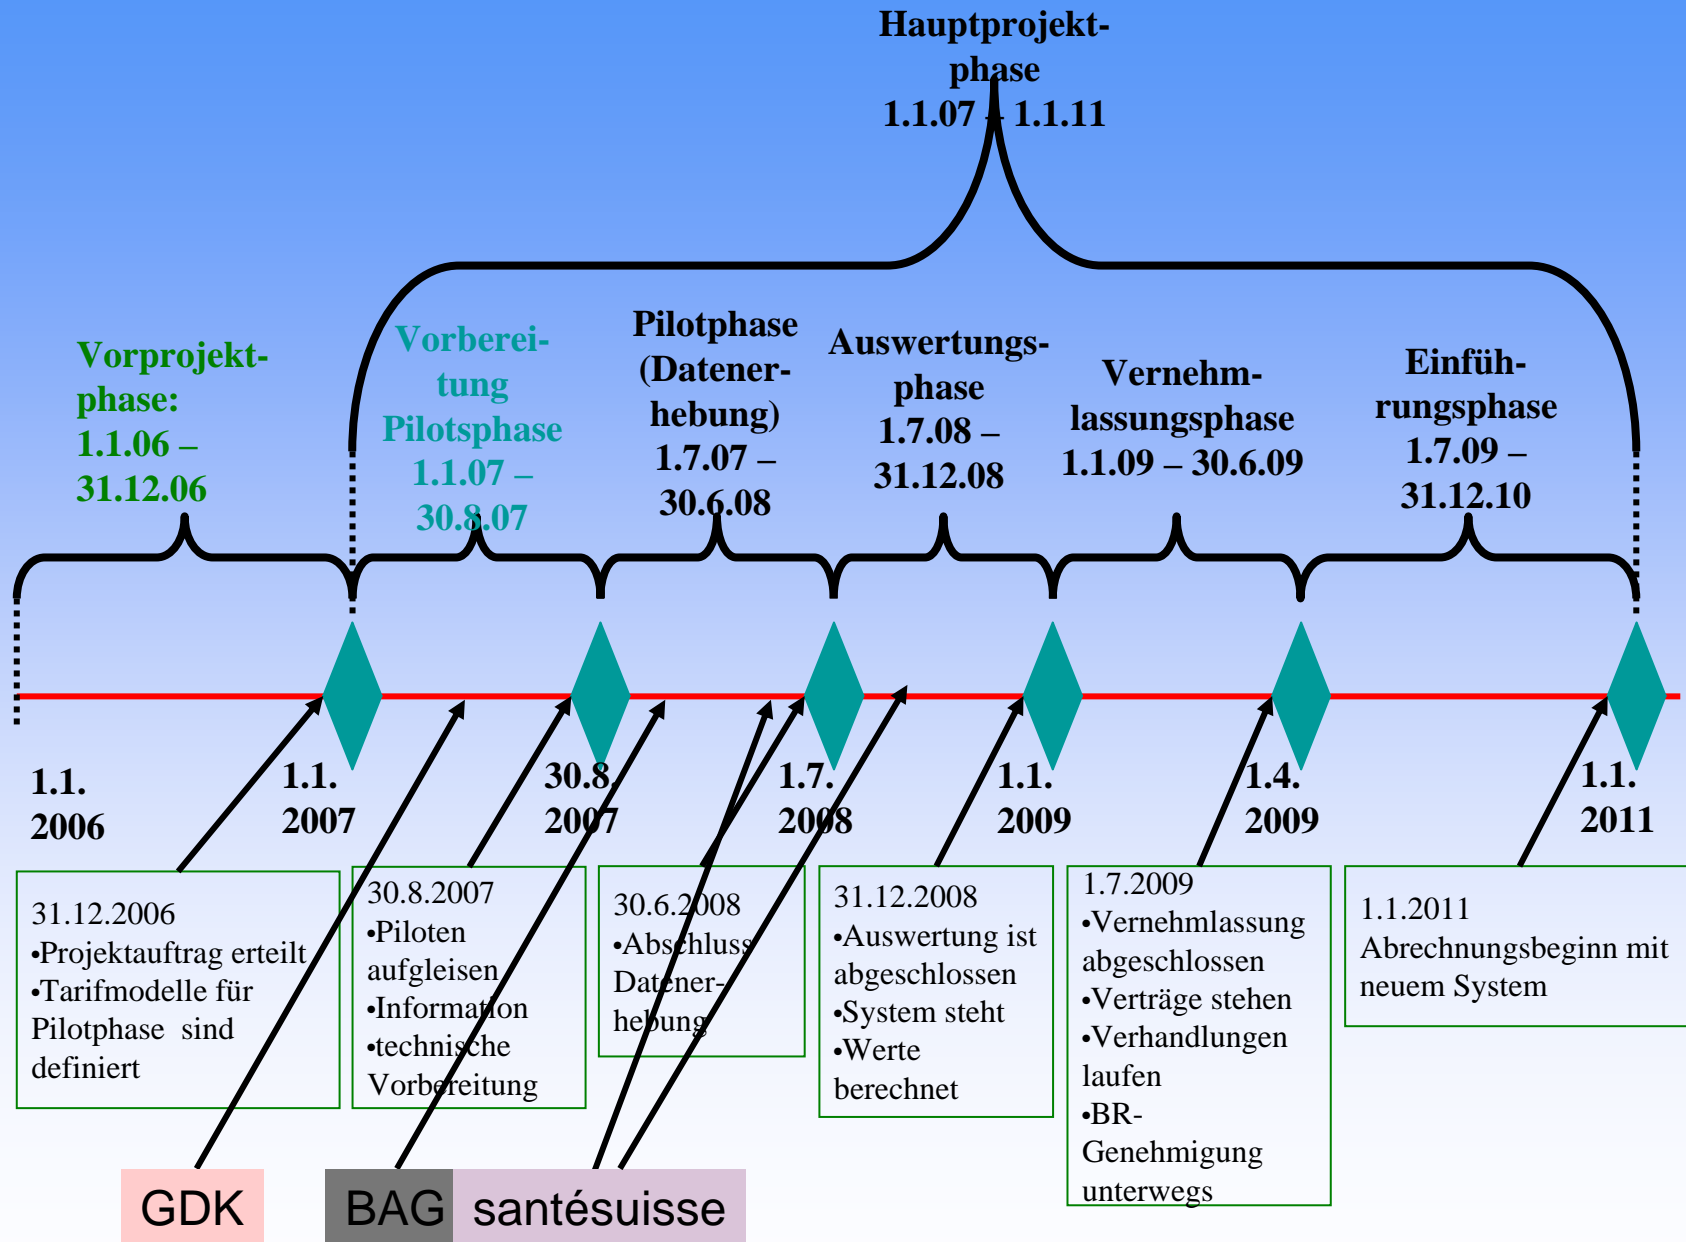 Hauptprojekt-
phase
1.1.07 – 1.1.11
Vorprojekt-
phase:
1.1.06 –
31.12.06
Vorberei-
tung
Pilotsphase
1.1.07 –
30.8.07
Pilotphase
(Datener-
hebung)
1.7.07 –
30.6.08
Auswertungs-
phase
1.7.08 –
31.12.08
Vernehm-
lassungsphase
1.1.09 – 30.6.09
Einfüh-
rungsphase
1.7.09 –
31.12.10
1.1.
2006
1.1.
2007
30.8.
2007
1.7.
2008
1.1.
2009
1.4.
2009
1.1.
2011
31.12.2006
•Projektauftrag erteilt
•Tarifmodelle für
Pilotphase sind
definiert
30.8.2007
•Piloten
aufgleisen
•Information
•technische
Vorbereitung
30.6.2008
•Abschluss
Datener-
hebung
31.12.2008
•Auswertung ist
abgeschlossen
•System steht
•Werte
berechnet
1.7.2009
•Vernehmlassung
abgeschlossen
•Verträge stehen
•Verhandlungen
laufen
•BR-
Genehmigung
unterwegs
1.1.2011
Abrechnungsbeginn mit
neuem System
GDK
BAG
santésuisse